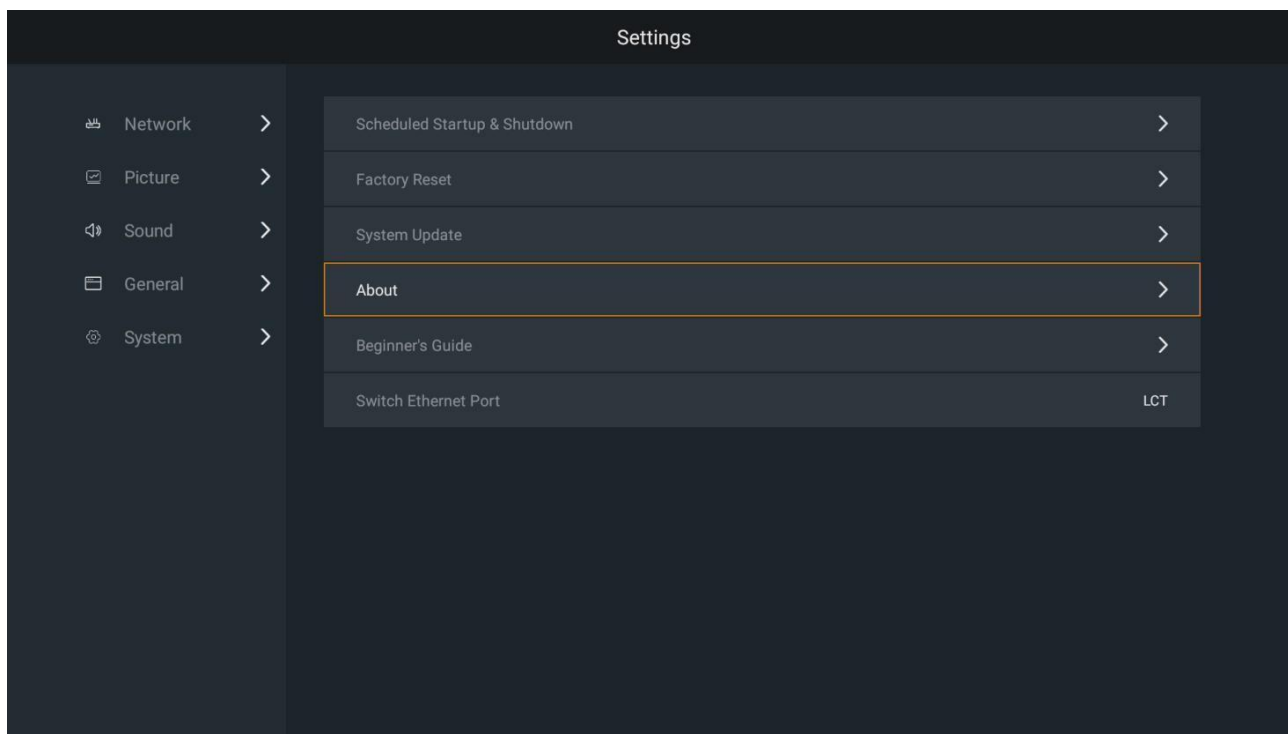 Settings
Network
Picture
Sound
General
System
Scheduled Startup & Shutdown
Factory Reset
System Update
About
Beginner's Guide
Switch Ethernet Port LCT